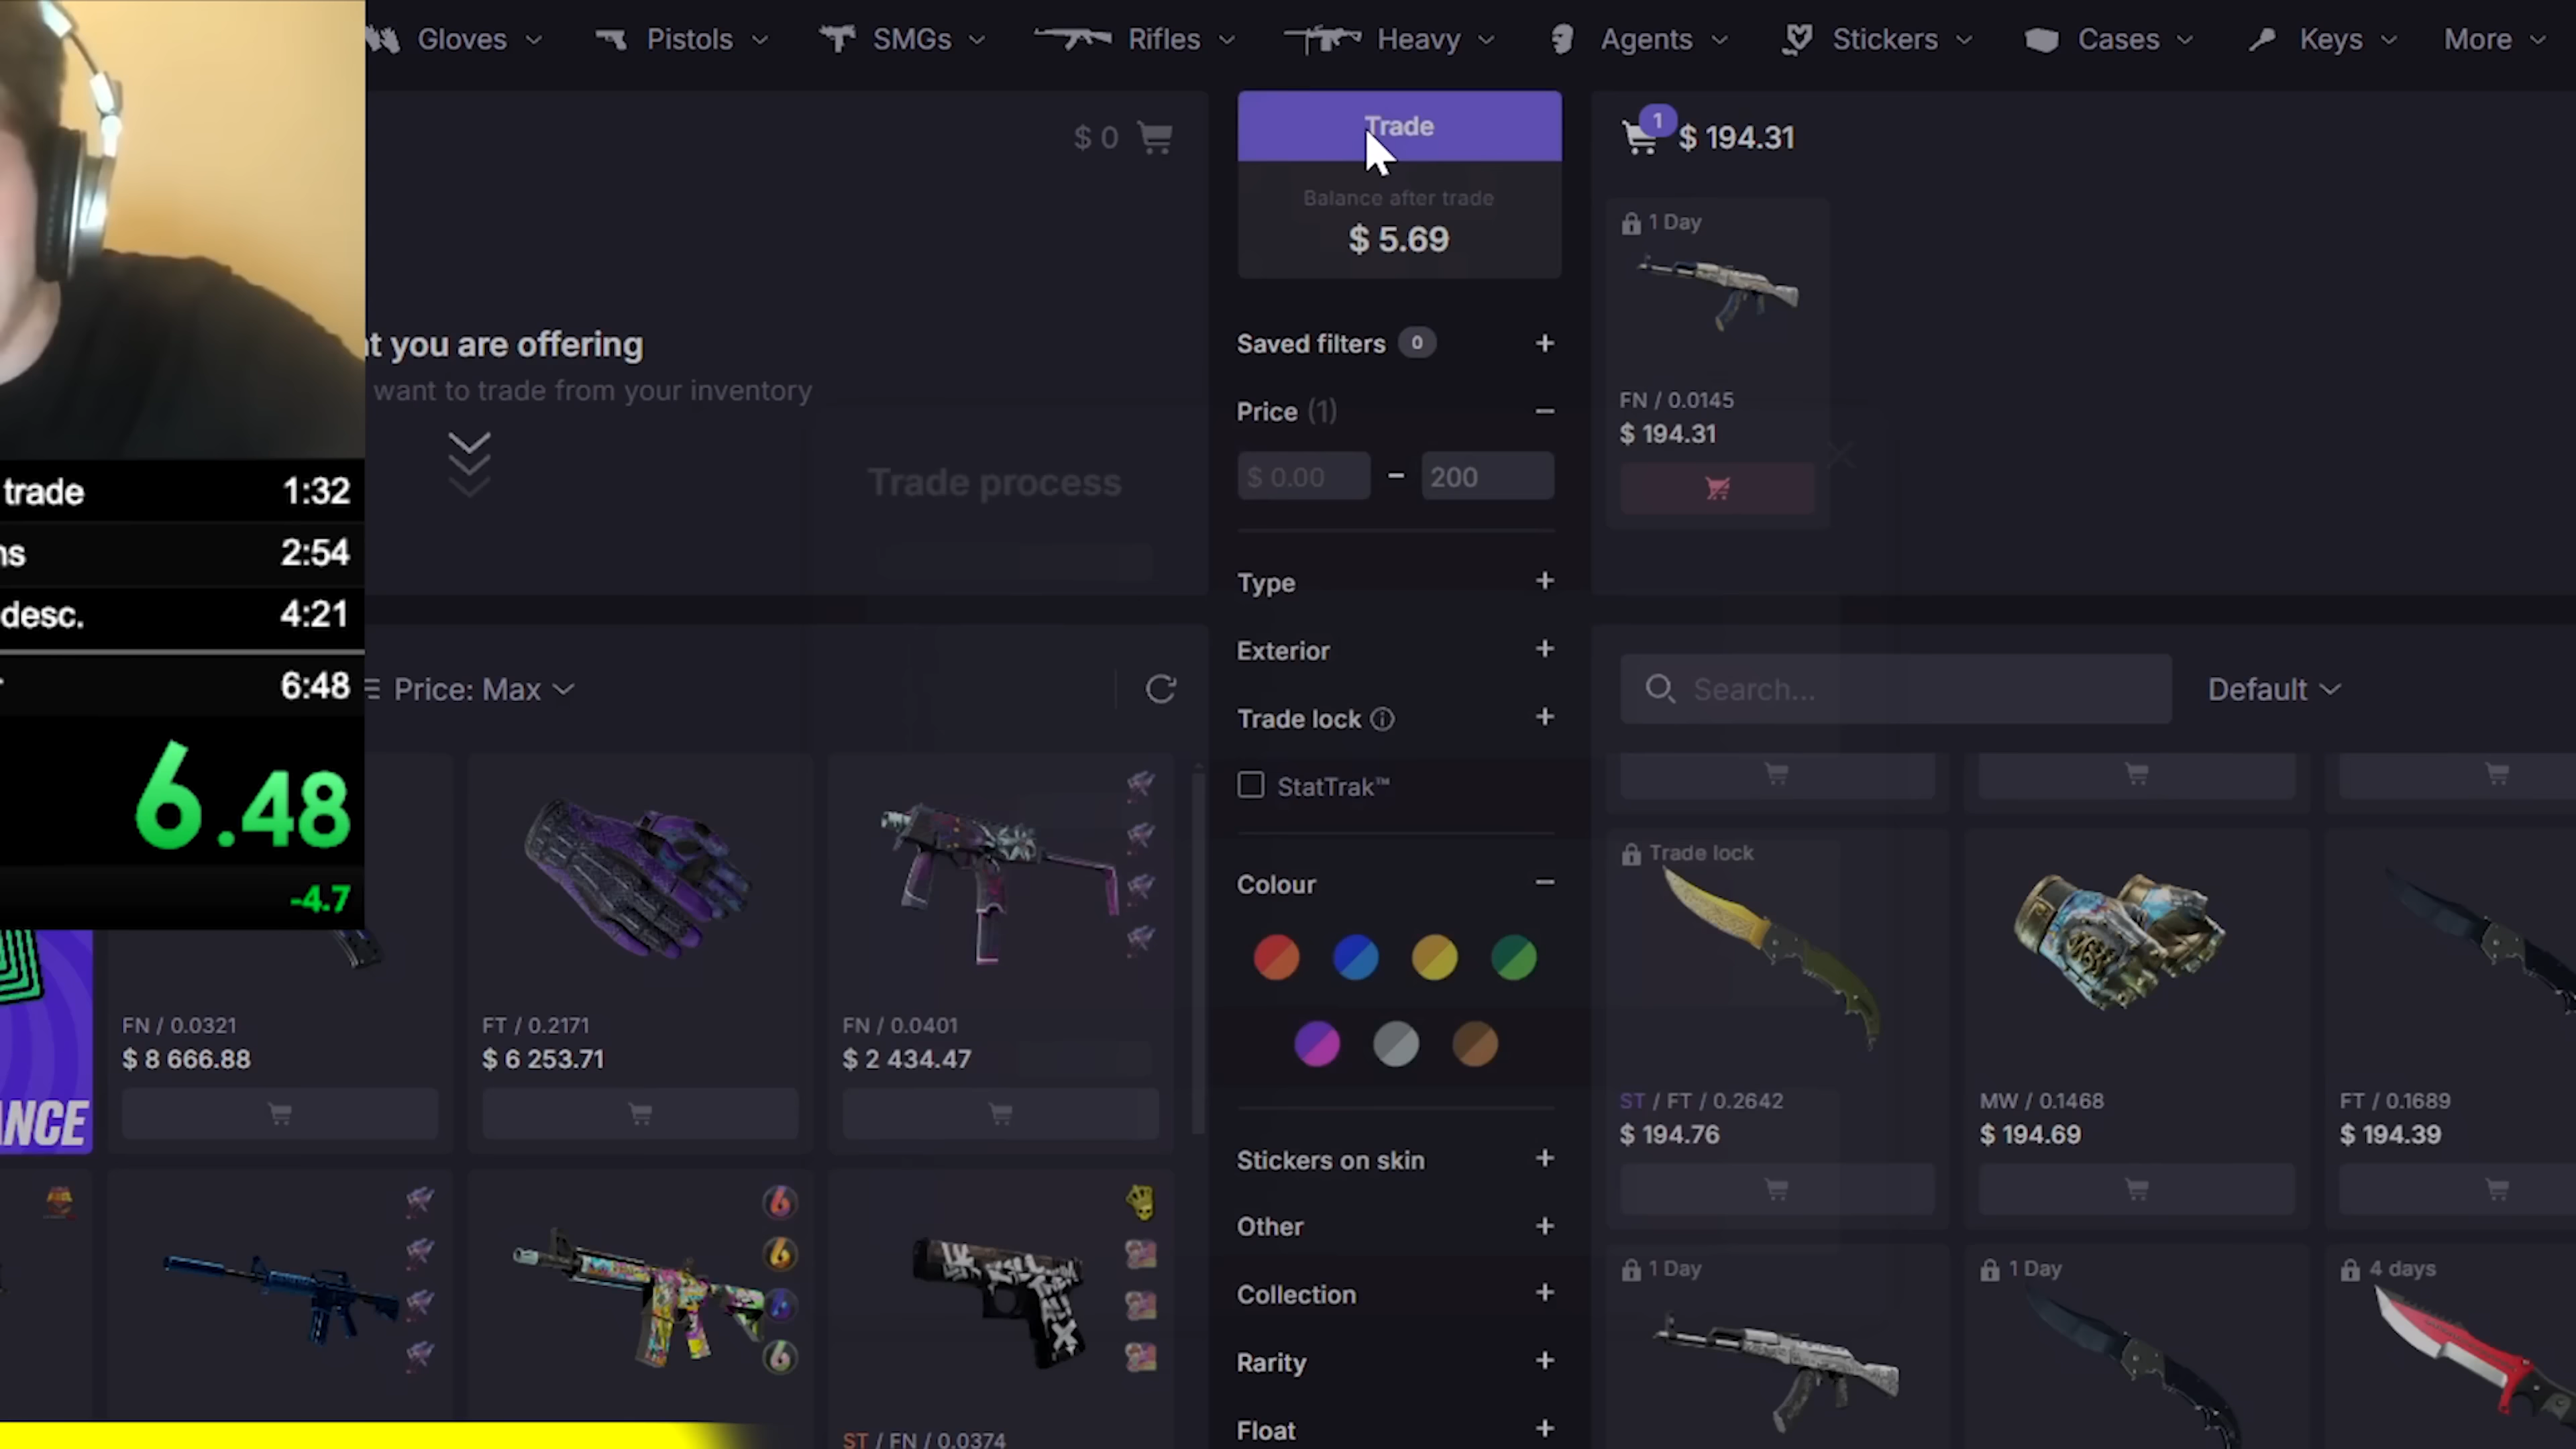 Gloves
Pistols
SMGs
Rifles
Heavy
Agents
Stickers
Cases
Keys
More
$ 0
Trade
Balance after trade
$ 5.69
1
$ 194.31
1 Day
FN / 0.0145
$ 194.31
t you are offering
want to trade from your inventory
Trade process
Saved filters 0
Price (1)
$ 0.00 - 200
Type
Exterior
Trade lock
StatTrak™
Colour
Stickers on skin
Other
Collection
Rarity
Float
trade 1:32
ns 2:54
desc. 4:21
6:48
6.48
-4.7
Price: Max
Search...
Default
FN / 0.0321
$ 8 666.88
FT / 0.2171
$ 6 253.71
FN / 0.0401
$ 2 434.47
ANCE
ST / FN / 0.0374
Trade lock
ST / FT / 0.2642
$ 194.76
MW / 0.1468
$ 194.69
FT / 0.1689
$ 194.39
1 Day
1 Day
4 days